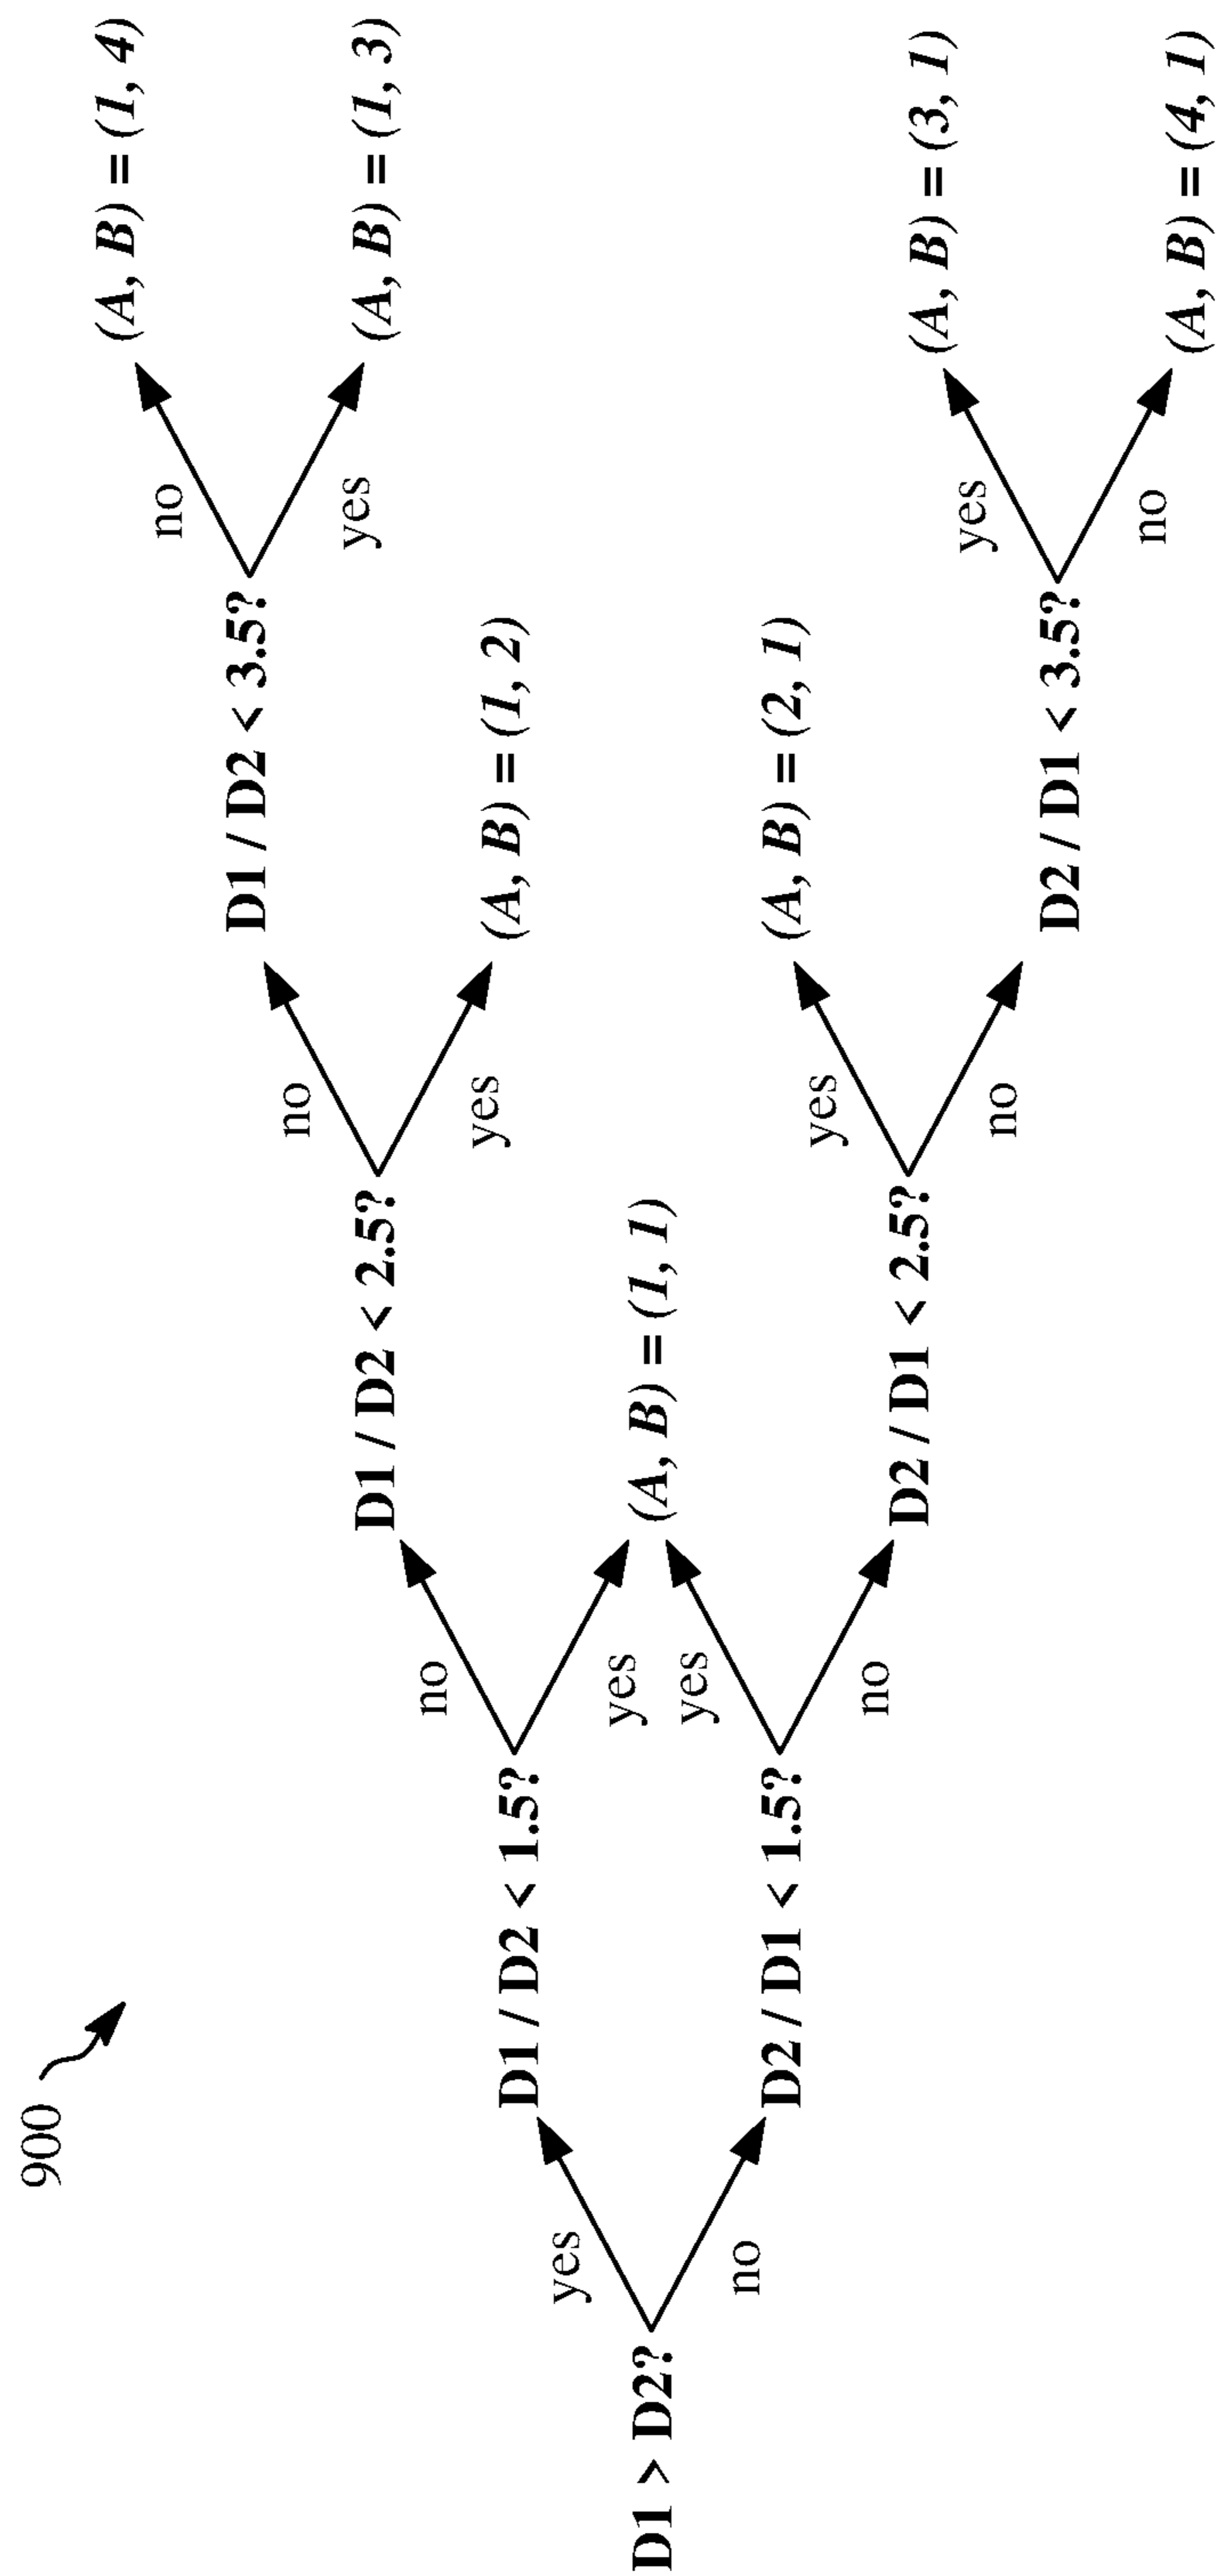 900
D1 > D2?
yes
no
D1 / D2 < 1.5?
D2 / D1 < 1.5?
no
yes
yes
no
D1 / D2 < 2.5?
(A, B) = (1, 1)
D2 / D1 < 2.5?
no
yes
yes
no
D1 / D2 < 3.5?
(A, B) = (1, 2)
(A, B) = (2, 1)
D2 / D1 < 3.5?
no
yes
yes
no
(A, B) = (1, 4)
(A, B) = (1, 3)
(A, B) = (3, 1)
(A, B) = (4, 1)